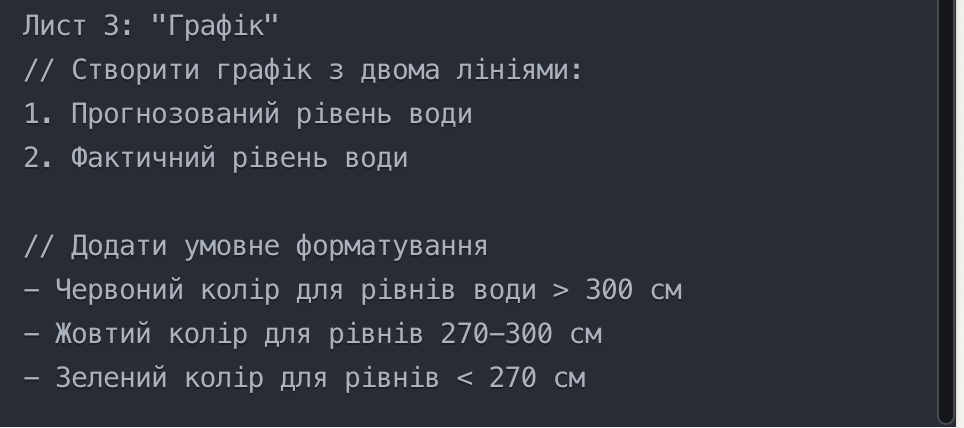 Лист 3: "Графік"
// Створити графік з двома лініями:
1. Прогнозований рівень води
2. Фактичний рівень води
// Додати умовне форматування
– Червоний колір для рівнів води > 300 см
– Жовтий колір для рівнів 270–300 см
– Зелений колір для рівнів < 270 см